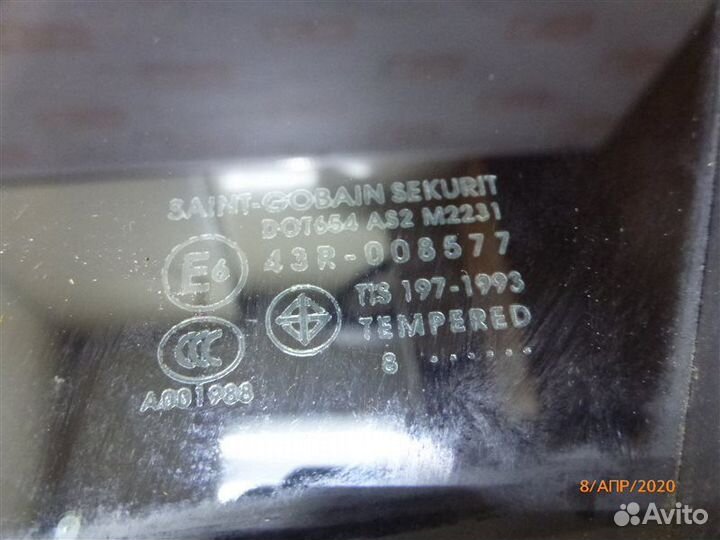 SAINT-GOBAIN SEKURIT
DOT654 AS2 M2231
E6 43R-008577
TIS 197-1993
TEMPERED
CCC
8 .......
A001988
8/АПР/2020
Avito